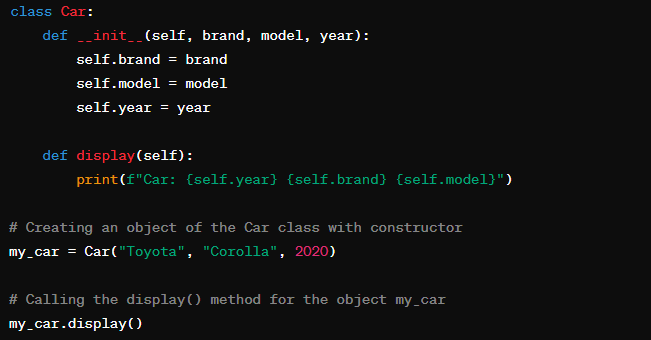 class Car:
    def __init__(self, brand, model, year):
        self.brand = brand
        self.model = model
        self.year = year

    def display(self):
        print(f"Car: {self.year} {self.brand} {self.model}")

# Creating an object of the Car class with constructor
my_car = Car("Toyota", "Corolla", 2020)

# Calling the display() method for the object my_car
my_car.display()